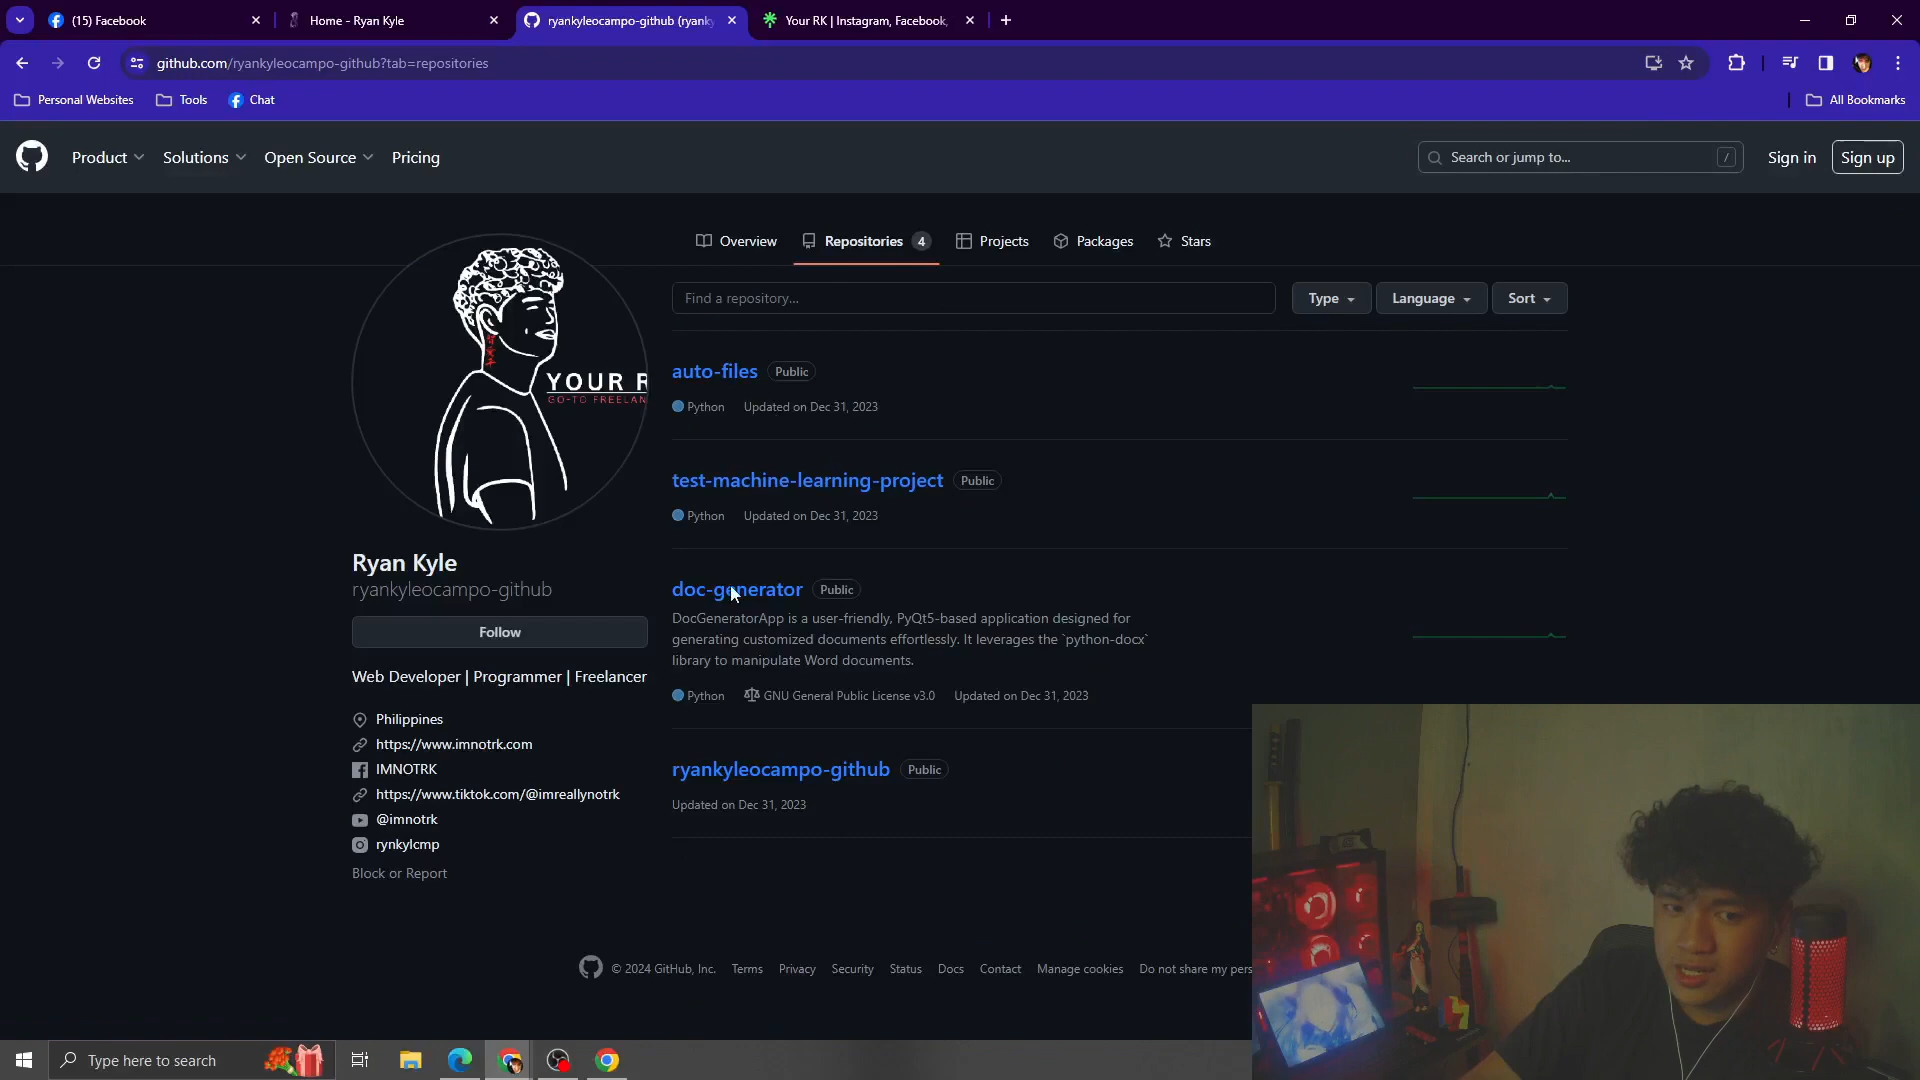 (15) Facebook
Home - Ryan Kyle
ryankyleocampo-github (ryank
Your RK | Instagram, Facebook,
github.com/ryankyleocampo-github?tab=repositories
Personal Websites
Tools
Chat
All Bookmarks
Product
Solutions
Open Source
Pricing
Search or jump to...
/
Sign in
Sign up
Overview
Repositories 4
Projects
Packages
Stars
YOUR R
GO-TO FREELAN
Ryan Kyle
ryankyleocampo-github
Follow
Web Developer | Programmer | Freelancer
Philippines
https://www.imnotrk.com
IMNOTRK
https://www.tiktok.com/@imreallynotrk
@imnotrk
rynkylcmp
Block or Report
Find a repository...
Type
Language
Sort
auto-files Public
Python Updated on Dec 31, 2023
test-machine-learning-project Public
Python Updated on Dec 31, 2023
doc-generator Public
DocGeneratorApp is a user-friendly, PyQt5-based application designed for
generating customized documents effortlessly. It leverages the `python-docx`
library to manipulate Word documents.
Python GNU General Public License v3.0 Updated on Dec 31, 2023
ryankyleocampo-github Public
Updated on Dec 31, 2023
© 2024 GitHub, Inc.
Terms
Privacy
Security
Status
Docs
Contact
Manage cookies
Do not share my pers
Type here to search